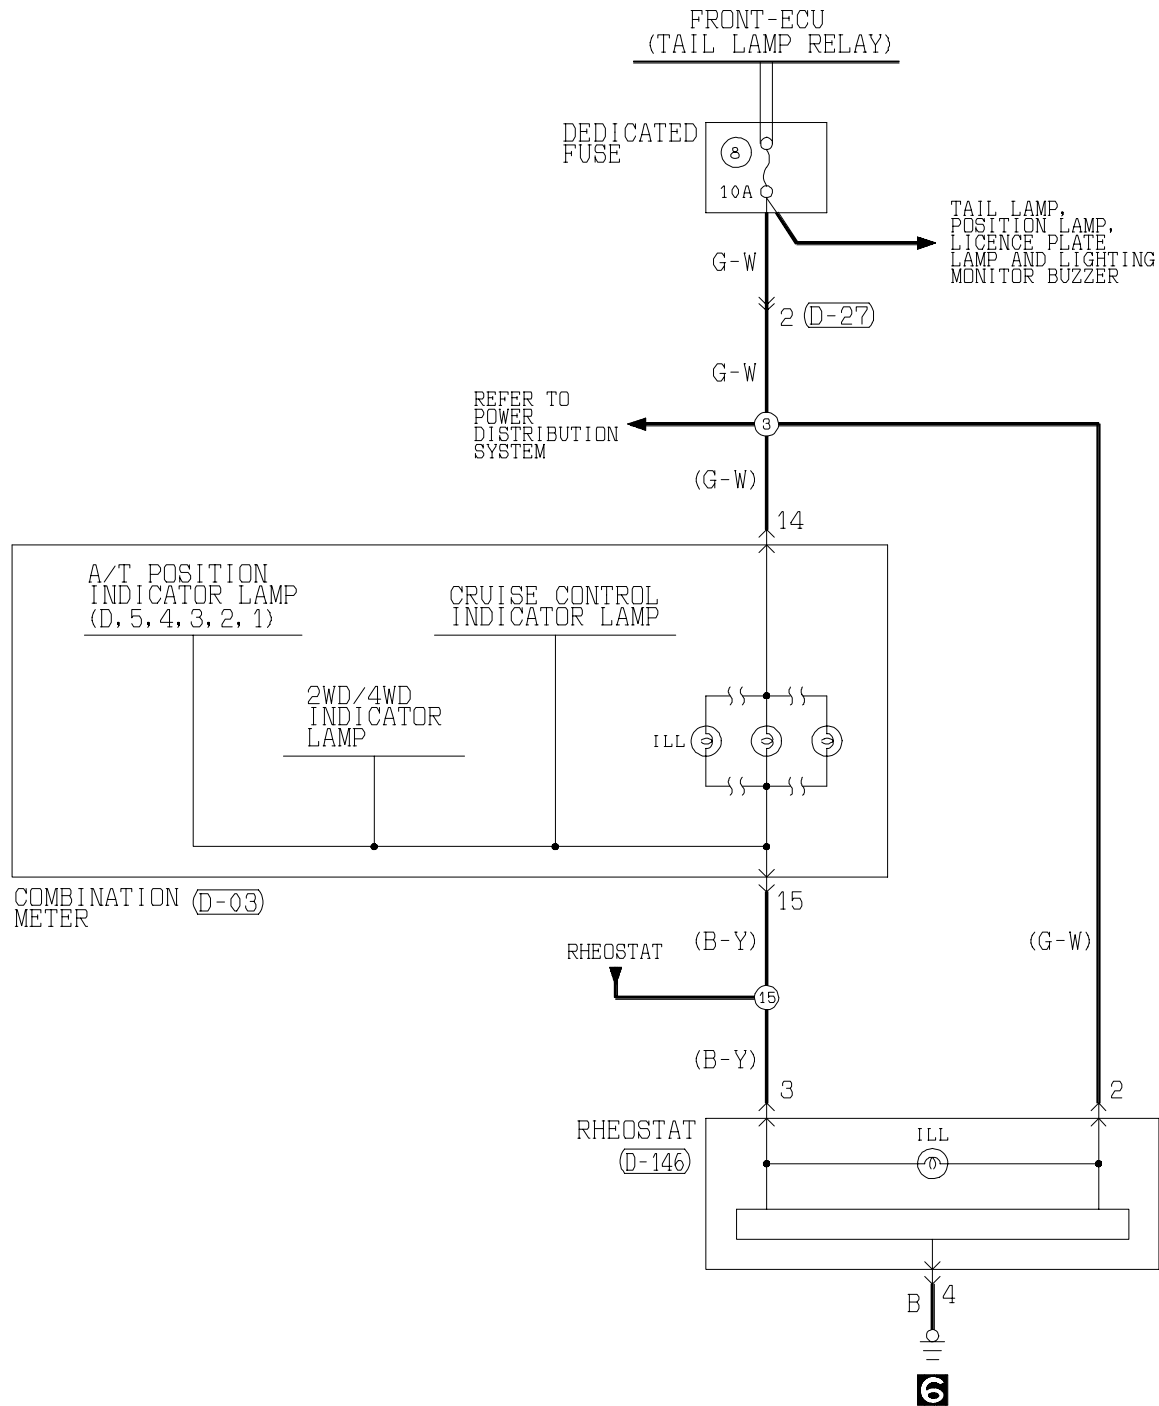 FRONT-ECU
(TAIL LAMP RELAY)
DEDICATED
FUSE
8
10A
TAIL LAMP,
POSITION LAMP,
LICENCE PLATE
LAMP AND LIGHTING
MONITOR BUZZER
G-W
2 (D-27)
G-W
REFER TO
POWER
DISTRIBUTION
SYSTEM
3
(G-W)
14
A/T POSITION
INDICATOR LAMP
(D, 5, 4, 3, 2, 1)
CRUISE CONTROL
INDICATOR LAMP
2WD/4WD
INDICATOR
LAMP
ILL
COMBINATION
METER
D-03
15
(B-Y)
(G-W)
RHEOSTAT
15
(B-Y)
3
2
RHEOSTAT
D-146
ILL
B
4
6